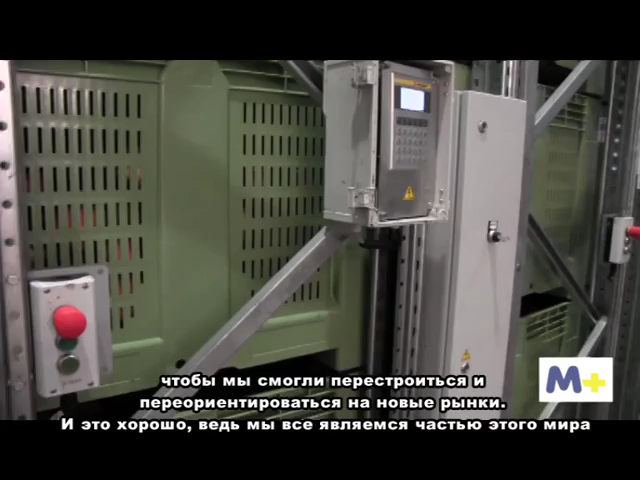 M+
чтобы мы смогли перестроиться и
переориентироваться на новые рынки.
И это хорошо, ведь мы все являемся частью этого мира